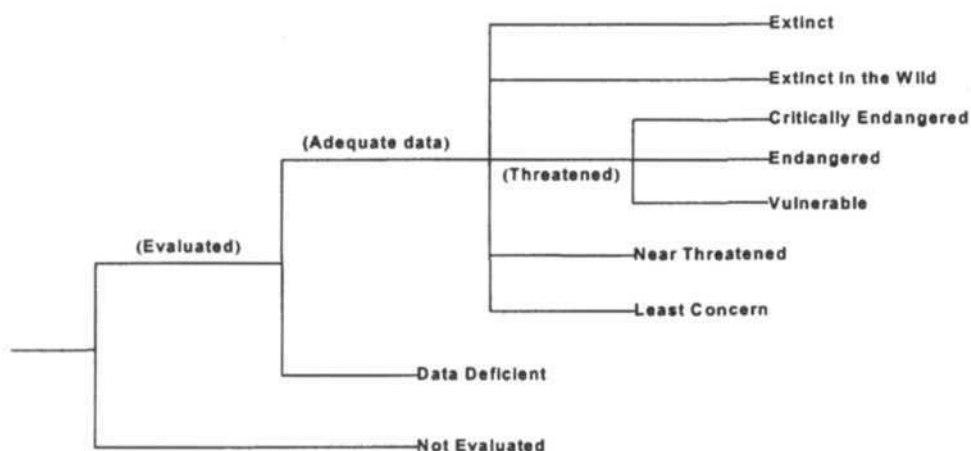 Extinct
Extinct in the Wild
Critically Endangered
(Adequate data)
Endangered
(Threatened)
Vulnerable
(Evaluated)
Near Threatened
Least Concern
Data Deficient
Not Evaluated